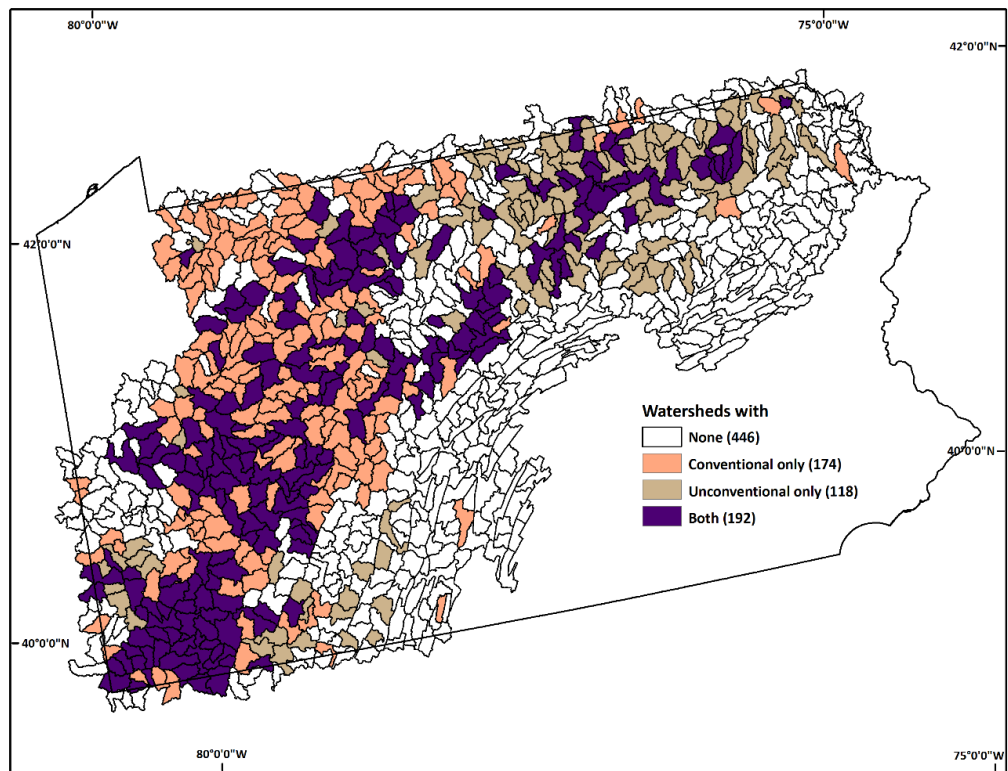 80°0'0"W
75°0'0"W
42°0'0"N
42°0'0"N
Watersheds with
None (446)
Conventional only (174)
40°0'0"N
Unconventional only (118)
Both (192)
40°0'0"N
80°0'0"W
75°0'0"W